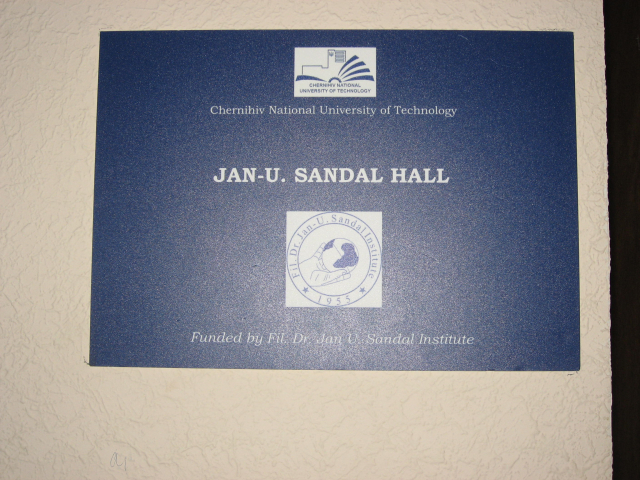 CHERNIHIV NATIONAL
UNIVERSITY OF TECHNOLOGY
Chernihiv National University of Technology
JAN-U. SANDAL HALL
Fil. Dr. Jan-U. Sandal Institute
★ 1955 ★
Funded by Fil. Dr. Jan U. Sandal Institute